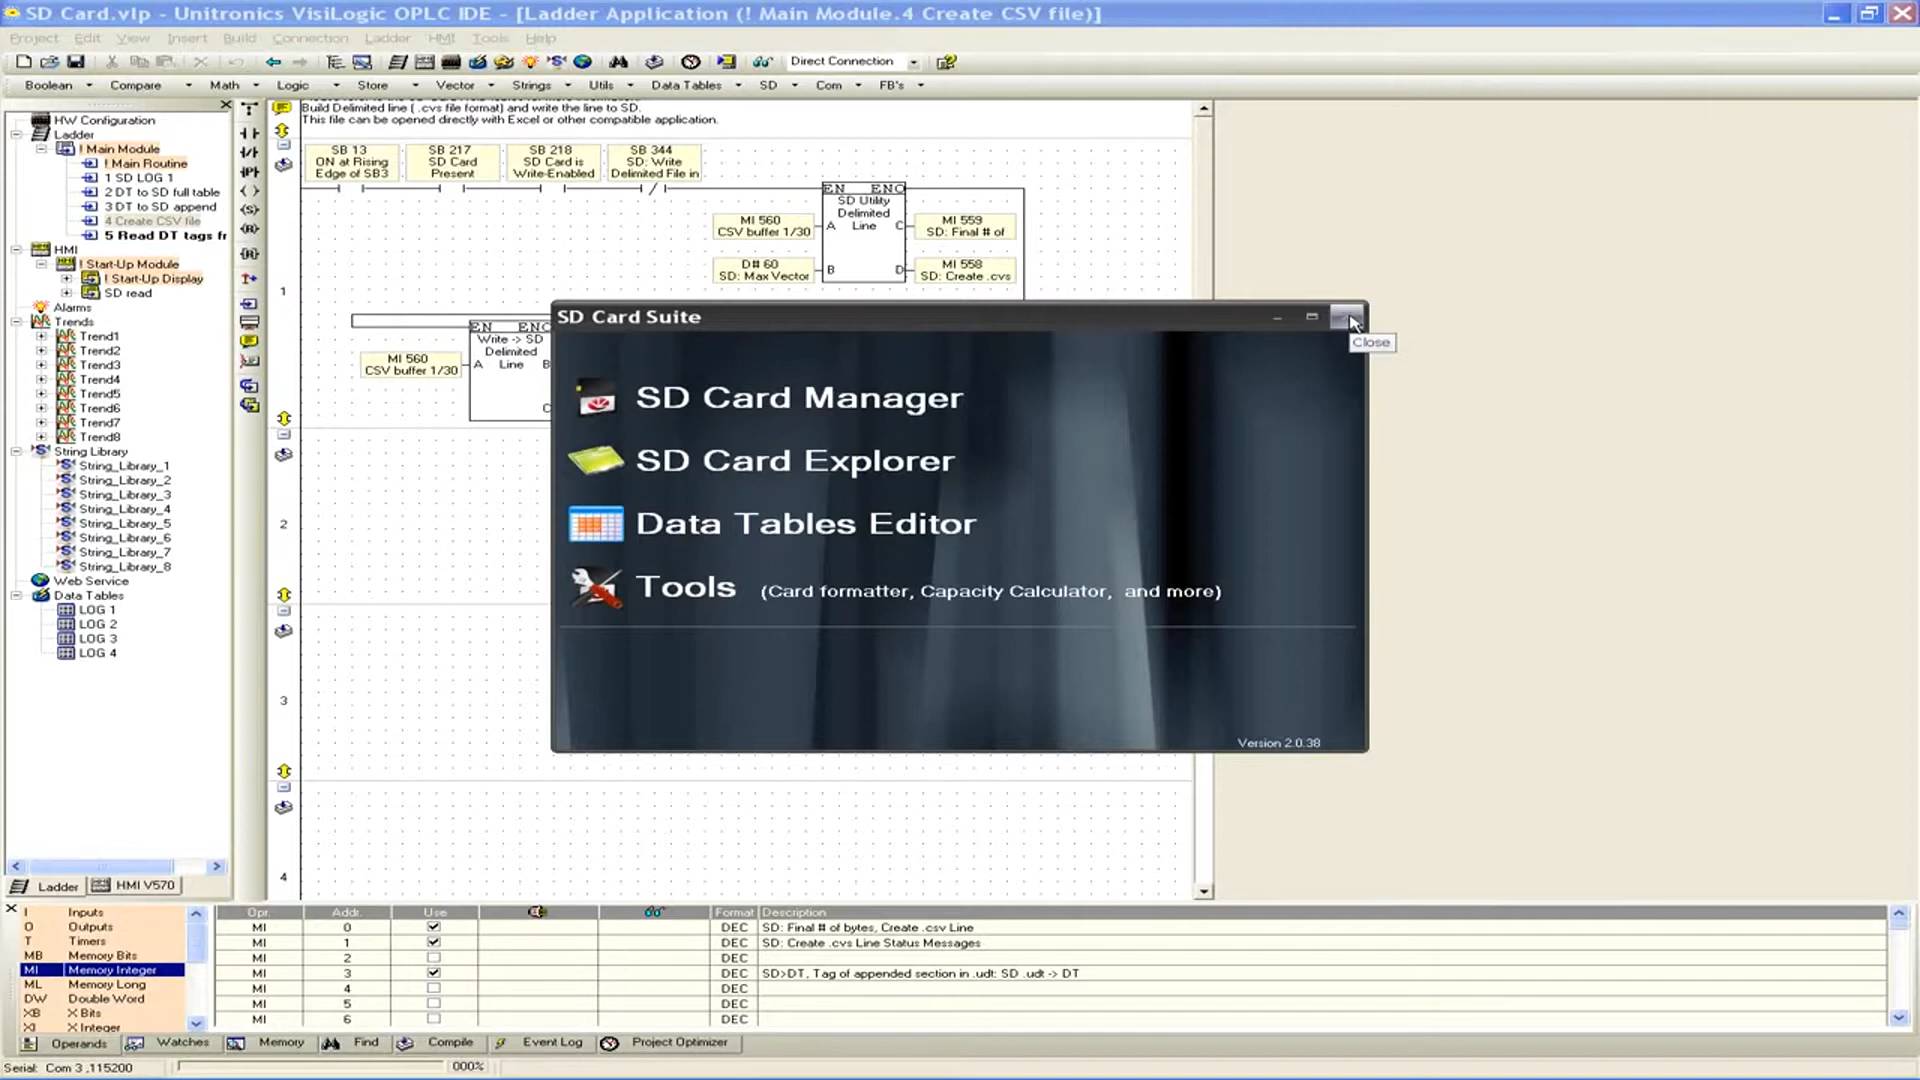 SD Card.vlp - Unitronics VisiLogic OPLC IDE - [Ladder Application (! Main Module.4 Create CSV file)]
Project Edit View Insert Build Connection Ladder HMI Tools Help
Direct Connection
Boolean Compare Math Logic Store Vector Strings Utils Data Tables SD Com FB's
HW Configuration
Ladder
! Main Module
! Main Routine
1 SD LOG 1
2 DT to SD full table
3 DT to SD append
4 Create CSV file
5 Read DT tags fr
HMI
! Start-Up Module
! Start-Up Display
SD read
Alarms
Trends
Trend1
Trend2
Trend3
Trend4
Trend5
Trend6
Trend7
Trend8
String Library
String_Library_1
String_Library_2
String_Library_3
String_Library_4
String_Library_5
String_Library_6
String_Library_7
String_Library_8
Web Service
Data Tables
LOG 1
LOG 2
LOG 3
LOG 4
Ladder HMI V570
Build Delimited line ( .cvs file format) and write the line to SD.
This file can be opened directly with Excel or other compatible application.
SB 13
ON at Rising
Edge of SB3
SB 217
SD Card
Present
SB 218
SD Card is
Write-Enabled
SB 344
SD: Write
Delimited File in
EN ENO
SD Utility
Delimited
A Line C
B D
MI 560
CSV buffer 1/30
D# 60
SD: Max Vector
MI 559
SD: Final # of
MI 558
SD: Create .cvs
1
EN ENO
Write -> SD
Delimited
A Line B
C
MI 560
CSV buffer 1/30
2
3
4
SD Card Suite
Close
SD Card Manager
SD Card Explorer
Data Tables Editor
Tools (Card formatter, Capacity Calculator, and more)
Version 2.0.38
I Inputs
O Outputs
T Timers
MB Memory Bits
MI Memory Integer
ML Memory Long
DW Double Word
XB X Bits
XI X Integer
Opr. Addr. Use Format Description
MI 0 DEC SD: Final # of bytes, Create .csv Line
MI 1 DEC SD: Create .cvs Line Status Messages
MI 2 DEC
MI 3 DEC SD>DT, Tag of appended section in .udt: SD .udt -> DT
MI 4 DEC
MI 5 DEC
MI 6 DEC
Operands Watches Memory Find Compile Event Log Project Optimizer
Serial: Com 3 ,115200 000%